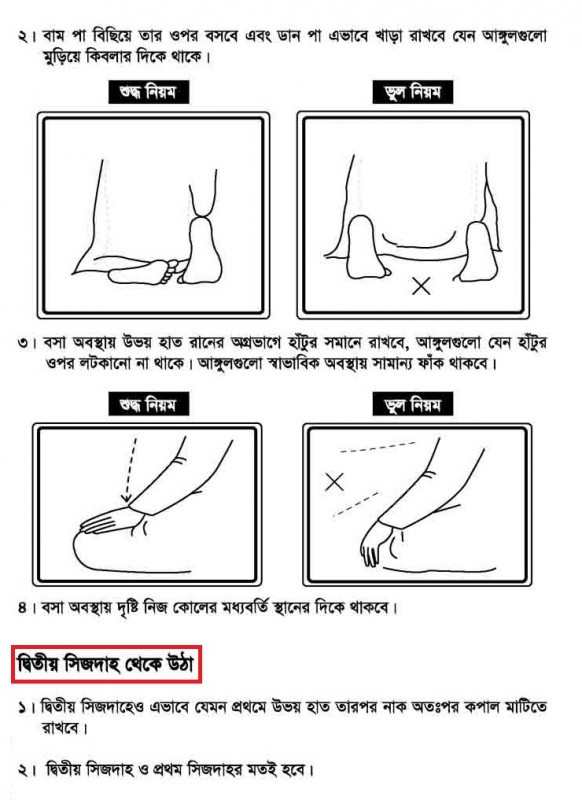 ২। বাম পা বিছিয়ে তার ওপর বসবে এবং ডান পা এভাবে খাড়া রাখবে যেন আঙ্গুলগুলো
মুড়িয়ে কিবলার দিকে থাকে।
শুদ্ধ নিয়ম
ভুল নিয়ম
৩। বসা অবস্থায় উভয় হাত রানের অগ্রভাগে হাঁটুর সমানে রাখবে, আঙ্গুলগুলো যেন হাঁটুর
ওপর লটকানো না থাকে। আঙ্গুলগুলো স্বাভাবিক অবস্থায় সামান্য ফাঁক থাকবে।
শুদ্ধ নিয়ম
ভুল নিয়ম
৪। বসা অবস্থায় দৃষ্টি নিজ কোলের মধ্যবর্তি স্থানের দিকে থাকবে।
দ্বিতীয় সিজদাহ থেকে উঠা
১। দ্বিতীয় সিজদাহেও এভাবে যেমন প্রথমে উভয় হাত তারপর নাক অতঃপর কপাল মাটিতে
রাখবে।
২। দ্বিতীয় সিজদাহ ও প্রথম সিজদাহর মতই হবে।